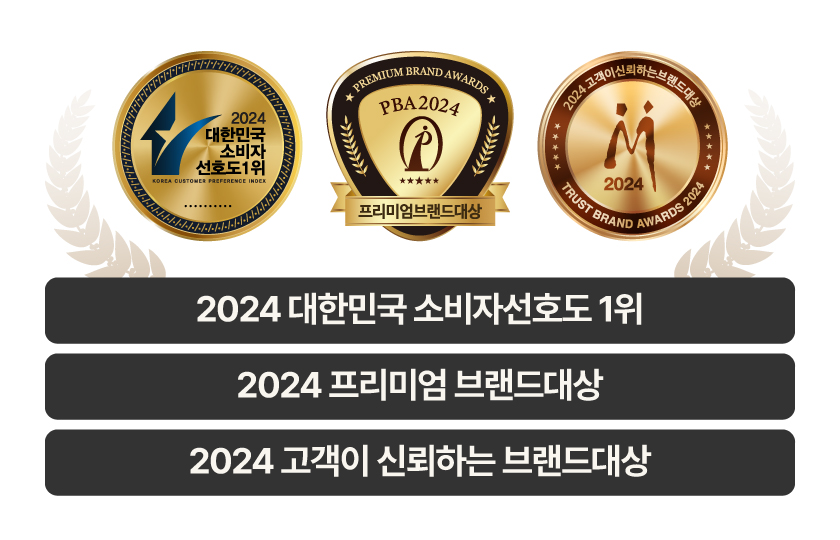 2024
대한민국
소비자
선호도1위
KOREA CUSTOMER PREFERENCE INDEX
PREMIUM BRAND AWARDS
PBA2024
프리미엄브랜드대상
2024 고객이신뢰하는브랜드대상
2024
TRUST BRAND AWARDS 2024
2024 대한민국 소비자선호도 1위
2024 프리미엄 브랜드대상
2024 고객이 신뢰하는 브랜드대상